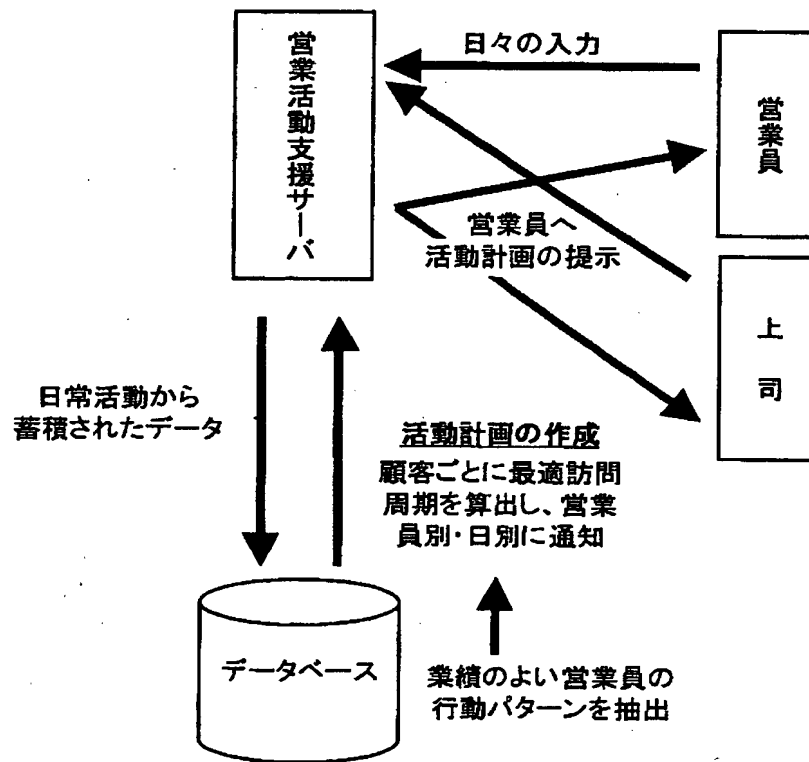 営業活動支援サーバ
日々の入力
営業員
営業員へ
活動計画の提示
上司
日常活動から
蓄積されたデータ
活動計画の作成
顧客ごとに最適訪問
周期を算出し、営業
員別・日別に通知
データベース
業績のよい営業員の
行動パターンを抽出